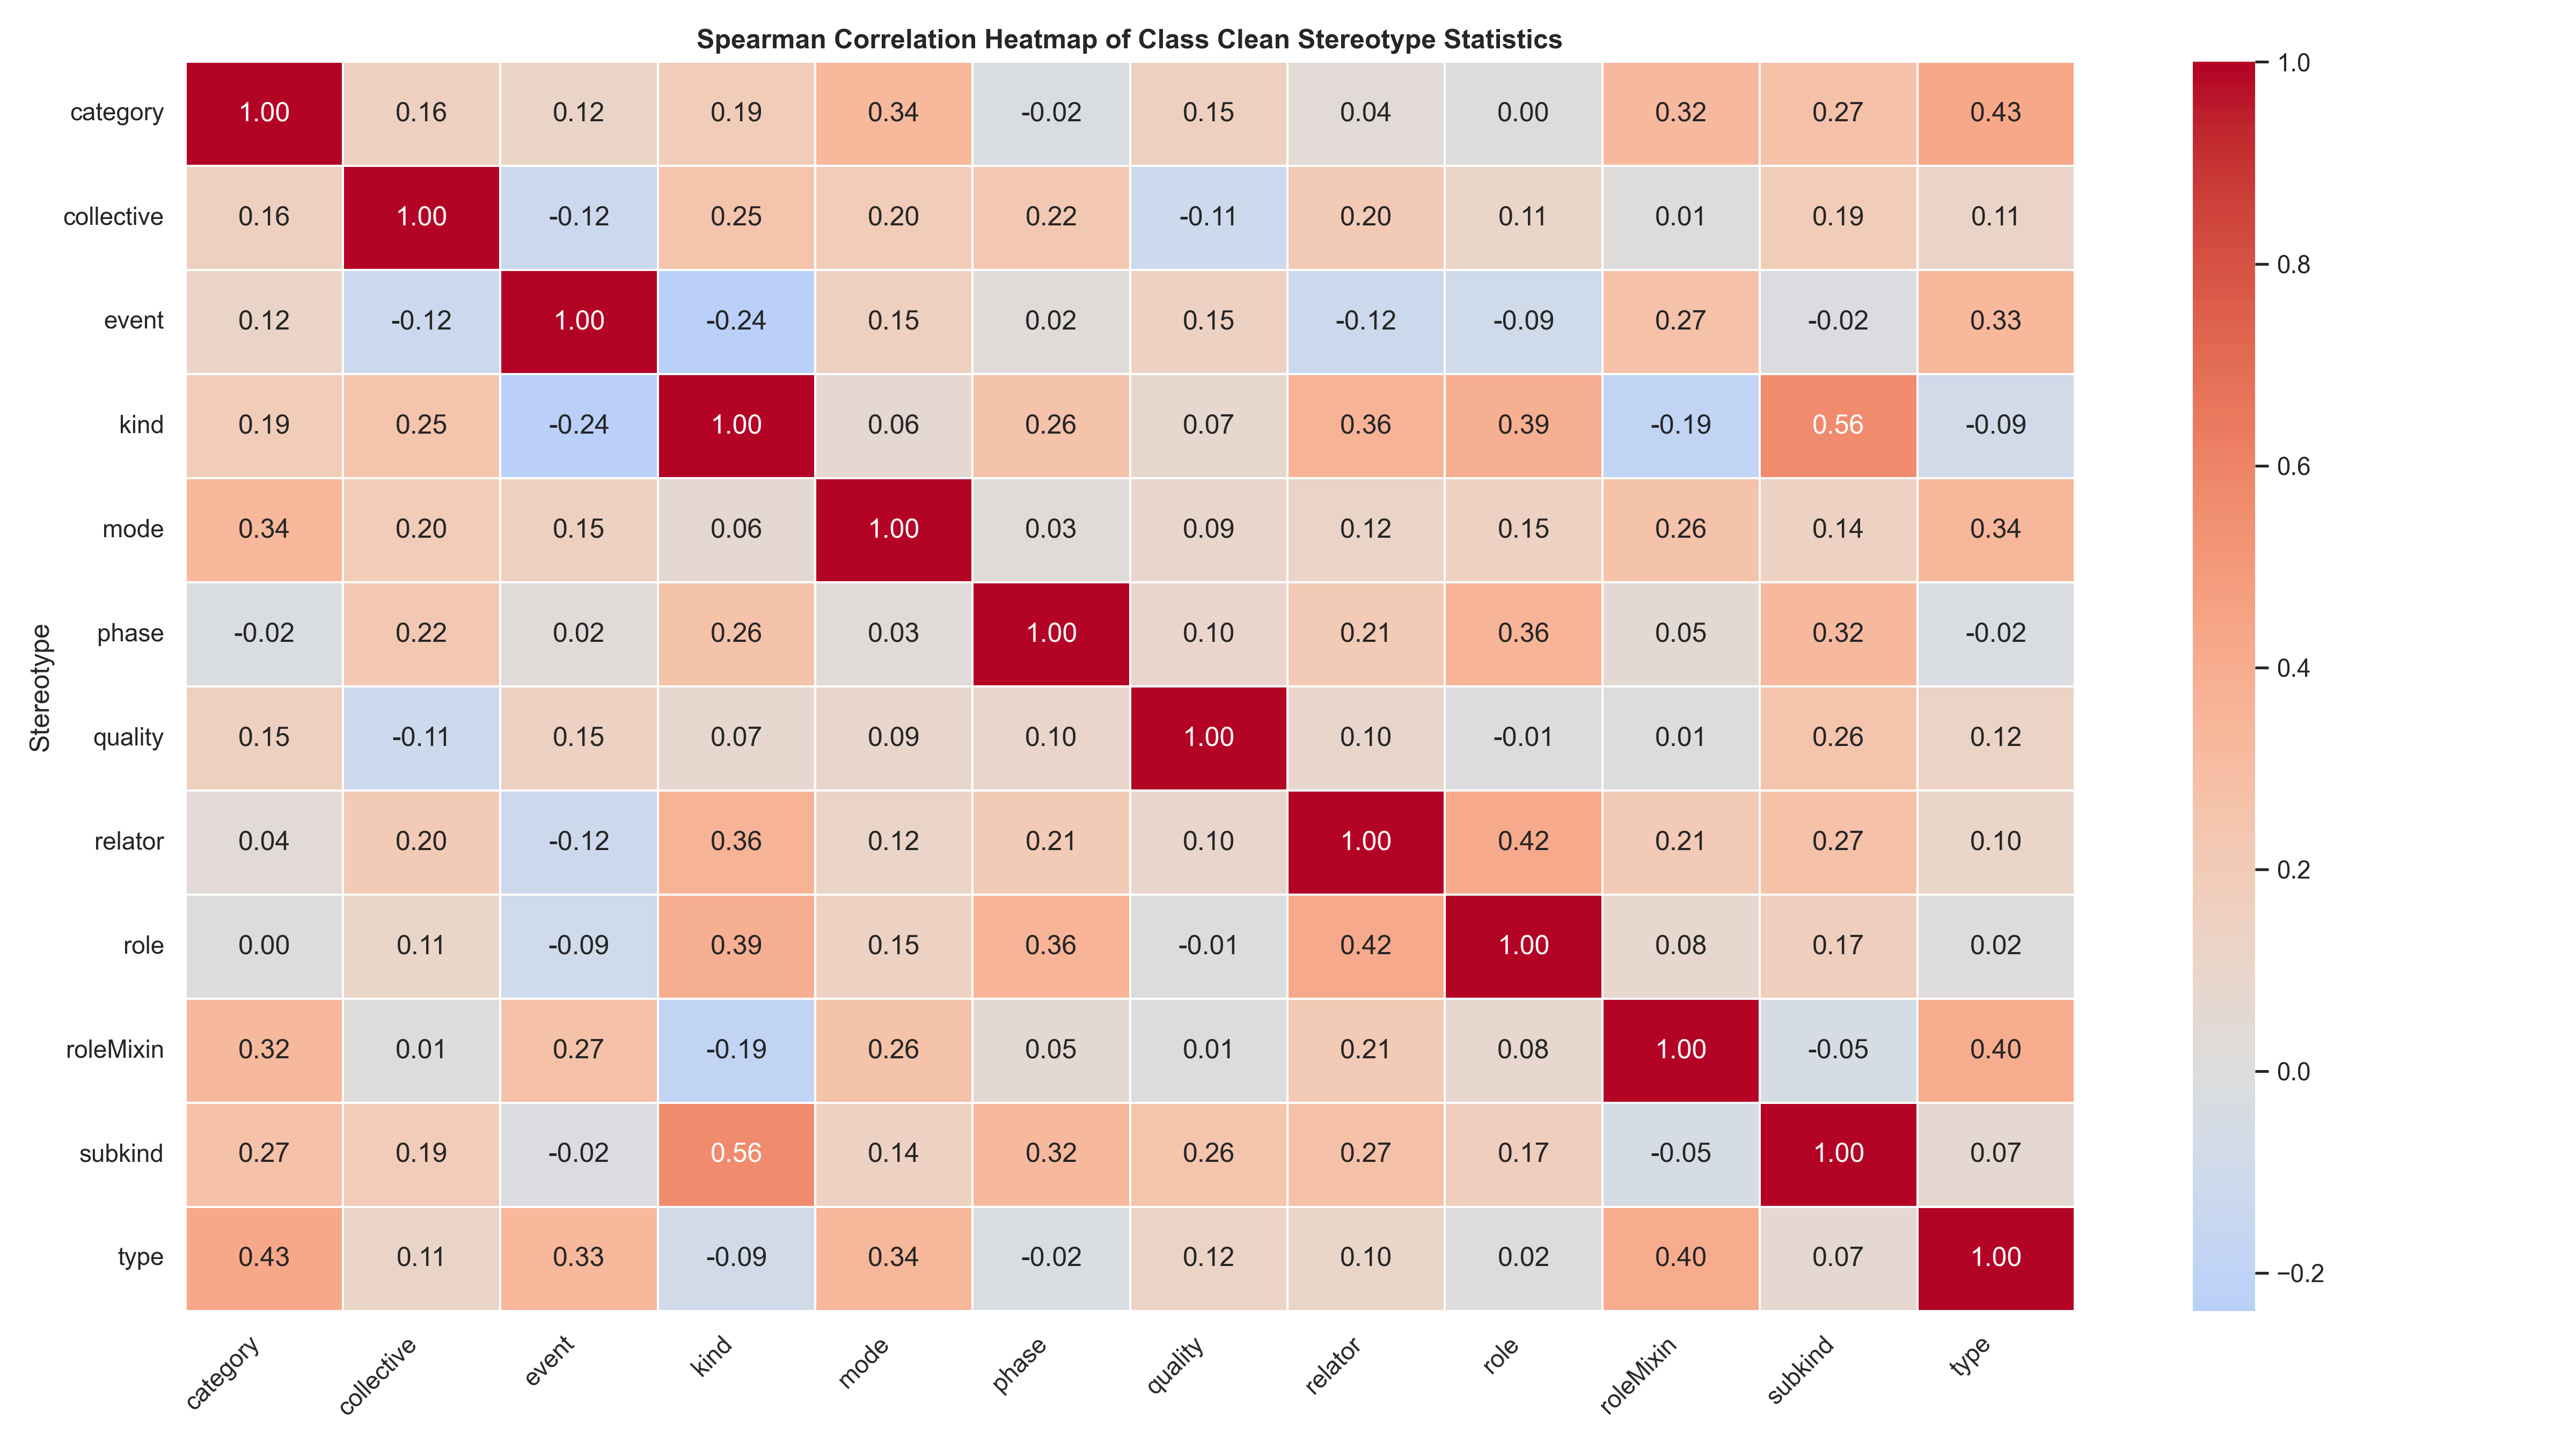 Spearman Correlation Heatmap of Class Clean Stereotype Statistics
Stereotype
category 1.00 0.16 0.12 0.19 0.34 -0.02 0.15 0.04 0.00 0.32 0.27 0.43
collective 0.16 1.00 -0.12 0.25 0.20 0.22 -0.11 0.20 0.11 0.01 0.19 0.11
event 0.12 -0.12 1.00 -0.24 0.15 0.02 0.15 -0.12 -0.09 0.27 -0.02 0.33
kind 0.19 0.25 -0.24 1.00 0.06 0.26 0.07 0.36 0.39 -0.19 0.56 -0.09
mode 0.34 0.20 0.15 0.06 1.00 0.03 0.09 0.12 0.15 0.26 0.14 0.34
phase -0.02 0.22 0.02 0.26 0.03 1.00 0.10 0.21 0.36 0.05 0.32 -0.02
quality 0.15 -0.11 0.15 0.07 0.09 0.10 1.00 0.10 -0.01 0.01 0.26 0.12
relator 0.04 0.20 -0.12 0.36 0.12 0.21 0.10 1.00 0.42 0.21 0.27 0.10
role 0.00 0.11 -0.09 0.39 0.15 0.36 -0.01 0.42 1.00 0.08 0.17 0.02
roleMixin 0.32 0.01 0.27 -0.19 0.26 0.05 0.01 0.21 0.08 1.00 -0.05 0.40
subkind 0.27 0.19 -0.02 0.56 0.14 0.32 0.26 0.27 0.17 -0.05 1.00 0.07
type 0.43 0.11 0.33 -0.09 0.34 -0.02 0.12 0.10 0.02 0.40 0.07 1.00
category collective event kind mode phase quality relator role roleMixin subkind type
1.0
0.8
0.6
0.4
0.2
0.0
−0.2